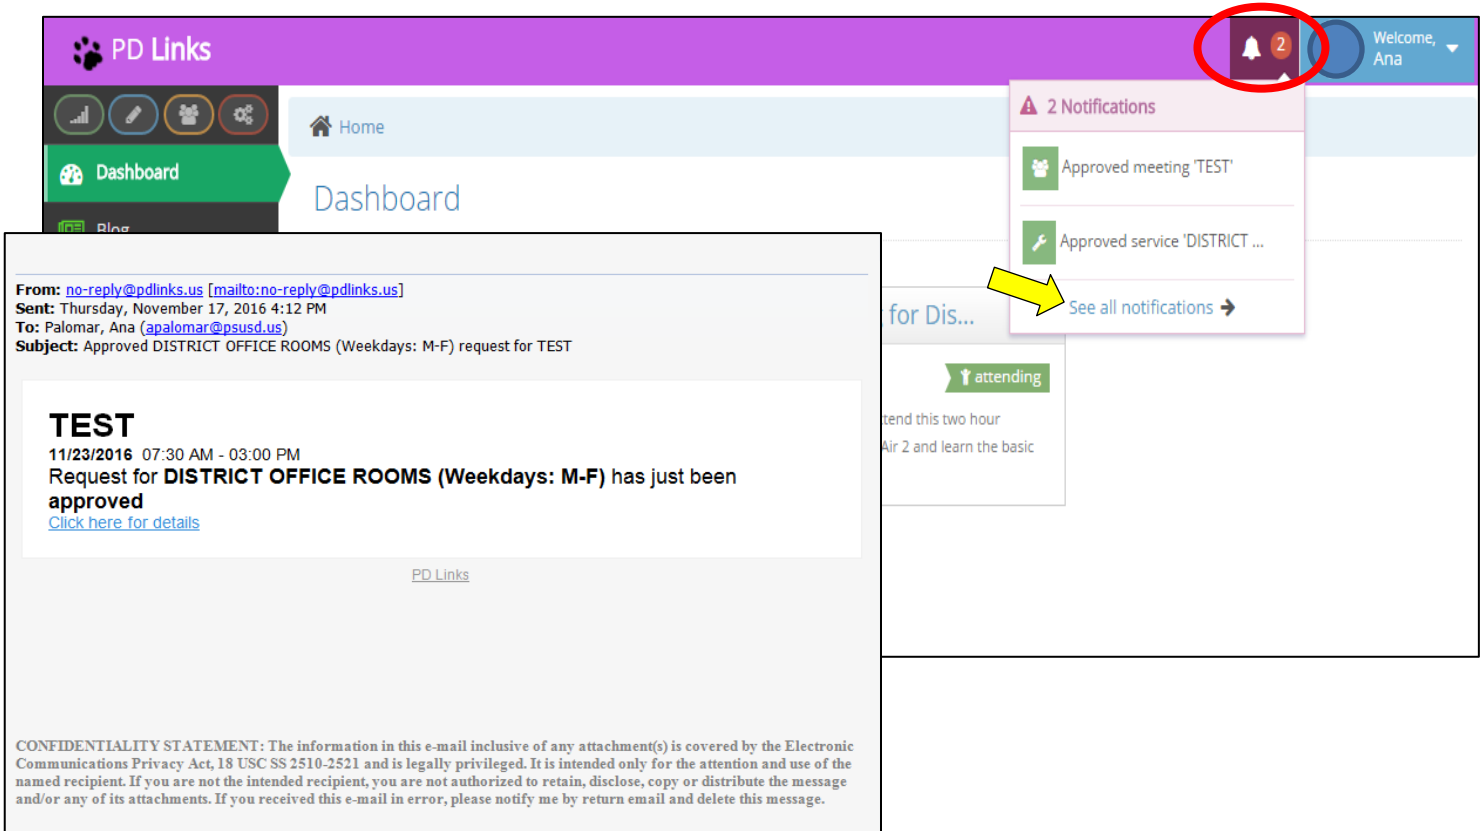 PD Links
2
Welcome,
Ana
2 Notifications
Home
Approved meeting 'TEST'
Dashboard
Dashboard
Approved service 'DISTRICT ...
Blog
See all notifications
for Dis...
attending
tend this two hour
Air 2 and learn the basic
From: no-reply@pdlinks.us [mailto:no-reply@pdlinks.us]
Sent: Thursday, November 17, 2016 4:12 PM
To: Palomar, Ana (apalomar@psusd.us)
Subject: Approved DISTRICT OFFICE ROOMS (Weekdays: M-F) request for TEST
TEST
11/23/2016 07:30 AM - 03:00 PM
Request for DISTRICT OFFICE ROOMS (Weekdays: M-F) has just been
approved
Click here for details
PD Links
CONFIDENTIALITY STATEMENT: The information in this e-mail inclusive of any attachment(s) is covered by the Electronic
Communications Privacy Act, 18 USC SS 2510-2521 and is legally privileged. It is intended only for the attention and use of the
named recipient. If you are not the intended recipient, you are not authorized to retain, disclose, copy or distribute the message
and/or any of its attachments. If you received this e-mail in error, please notify me by return email and delete this message.